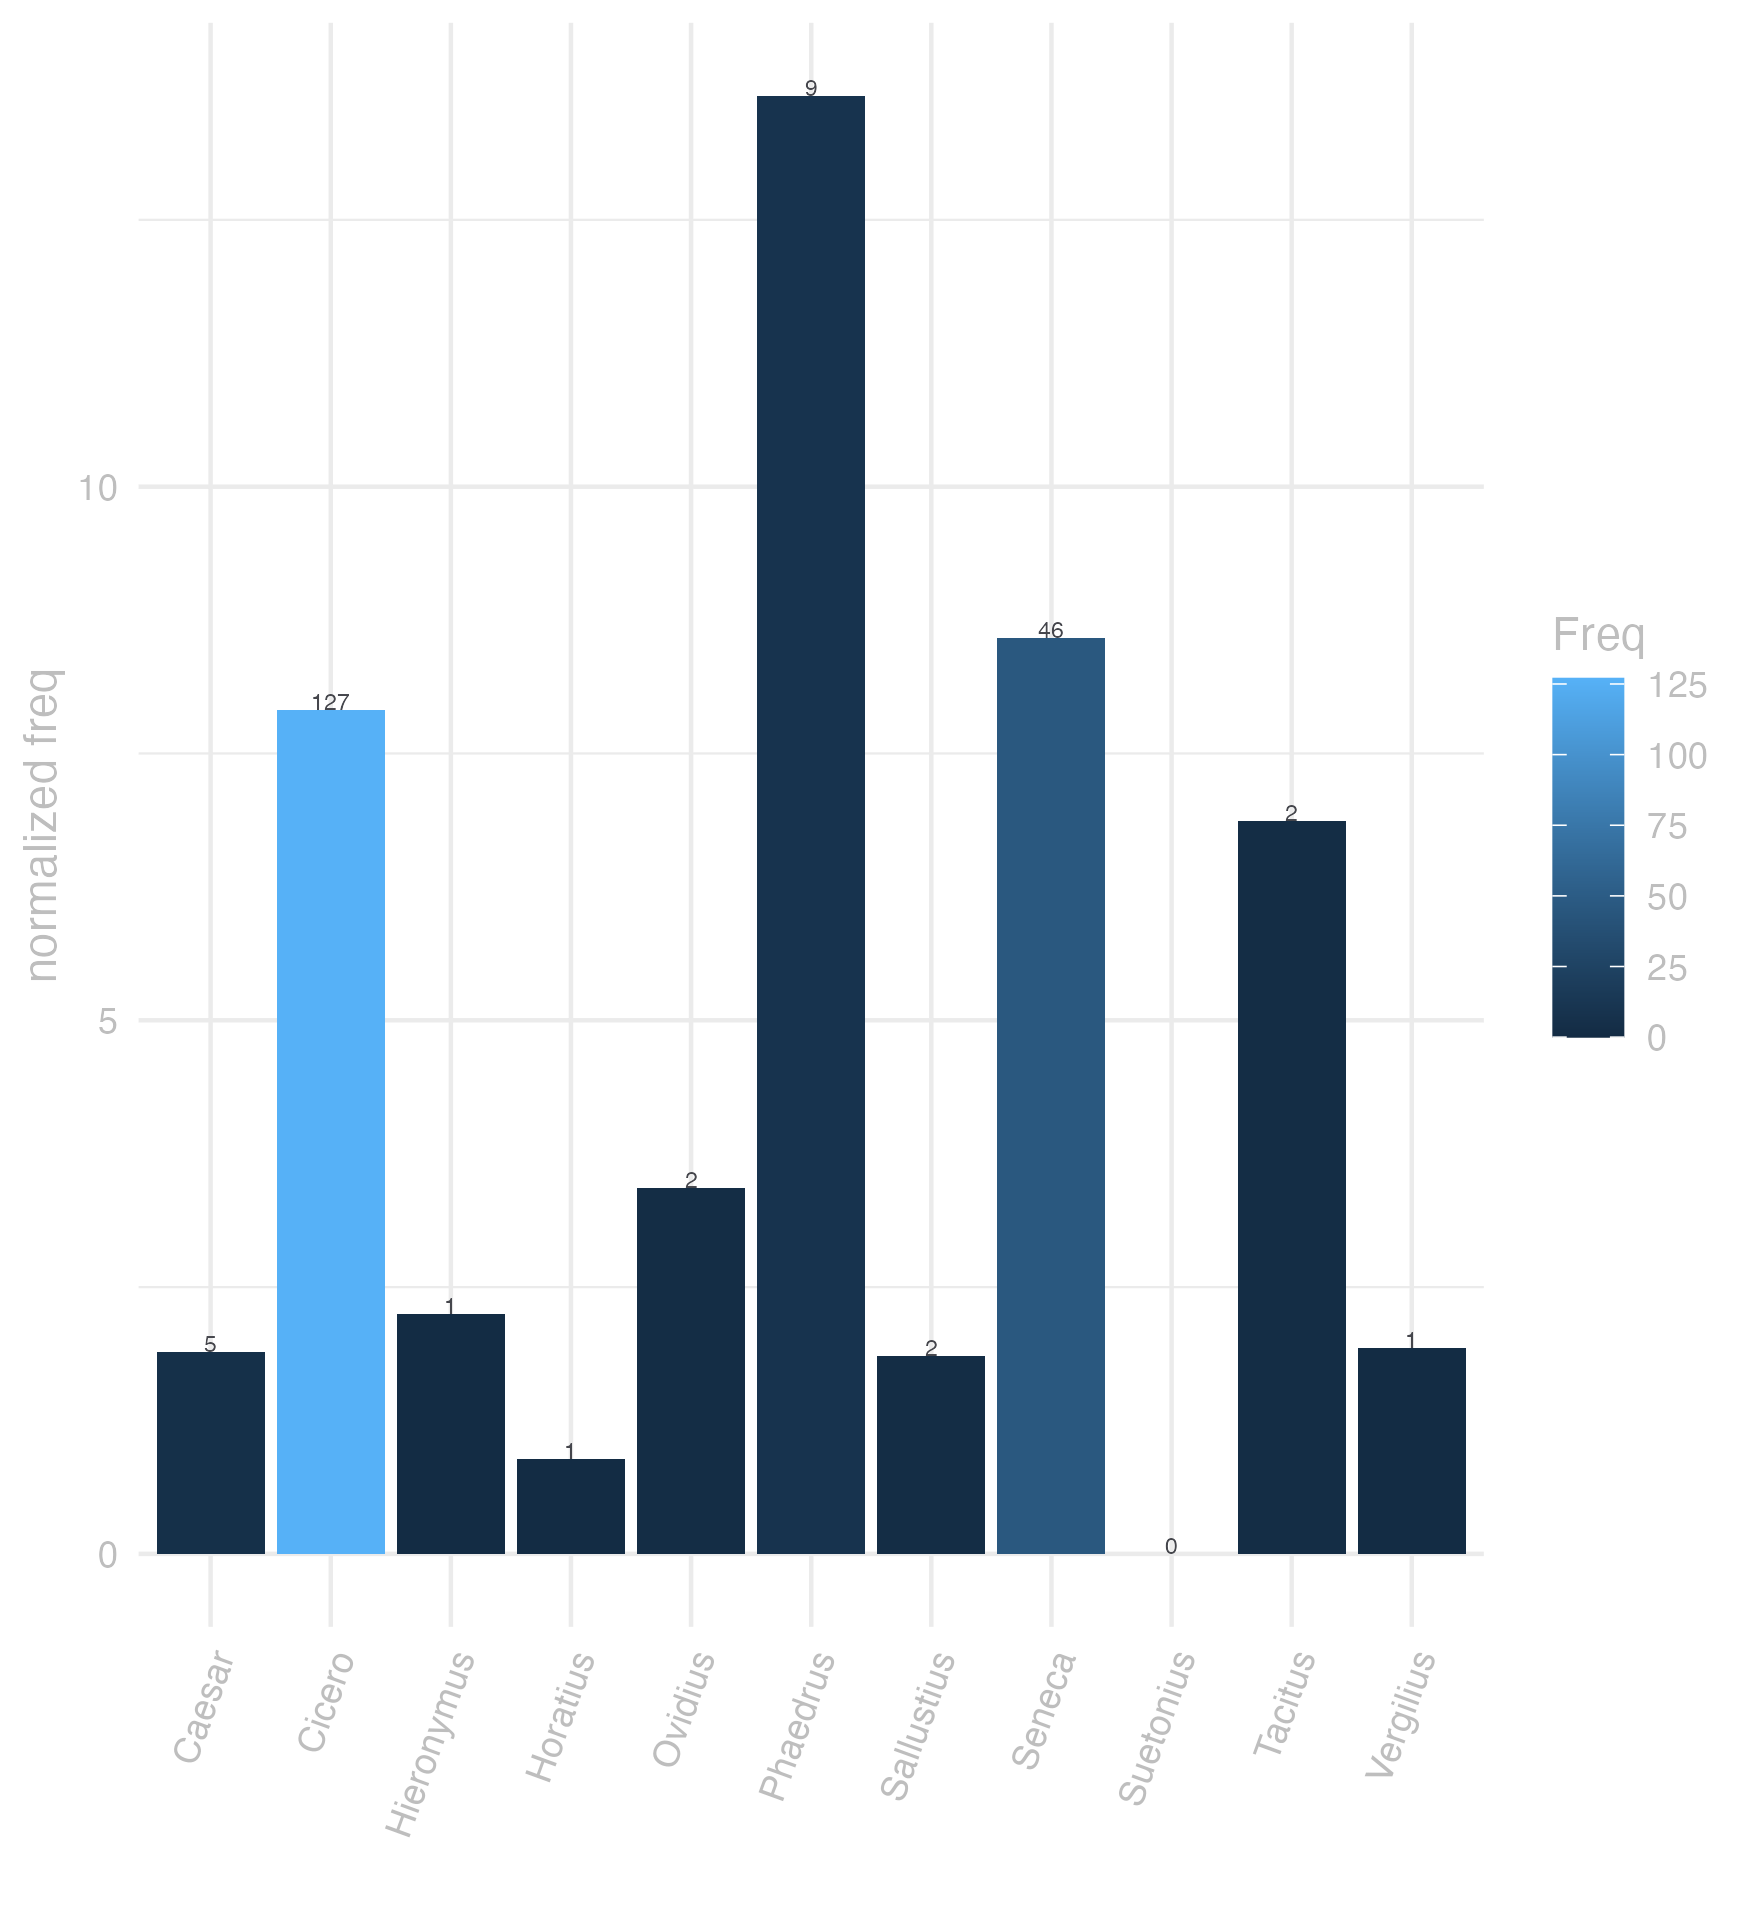 9
10
46
Freq
127
125
100
normalized freq
2
75
50
25
5
0
2
1
5
2
1
1
0
0
Caesar
Cicero
Hieronymus
Horatius
Ovidius
Phaedrus
Sallustius
Seneca
Suetonius
Tacitus
Vergilius